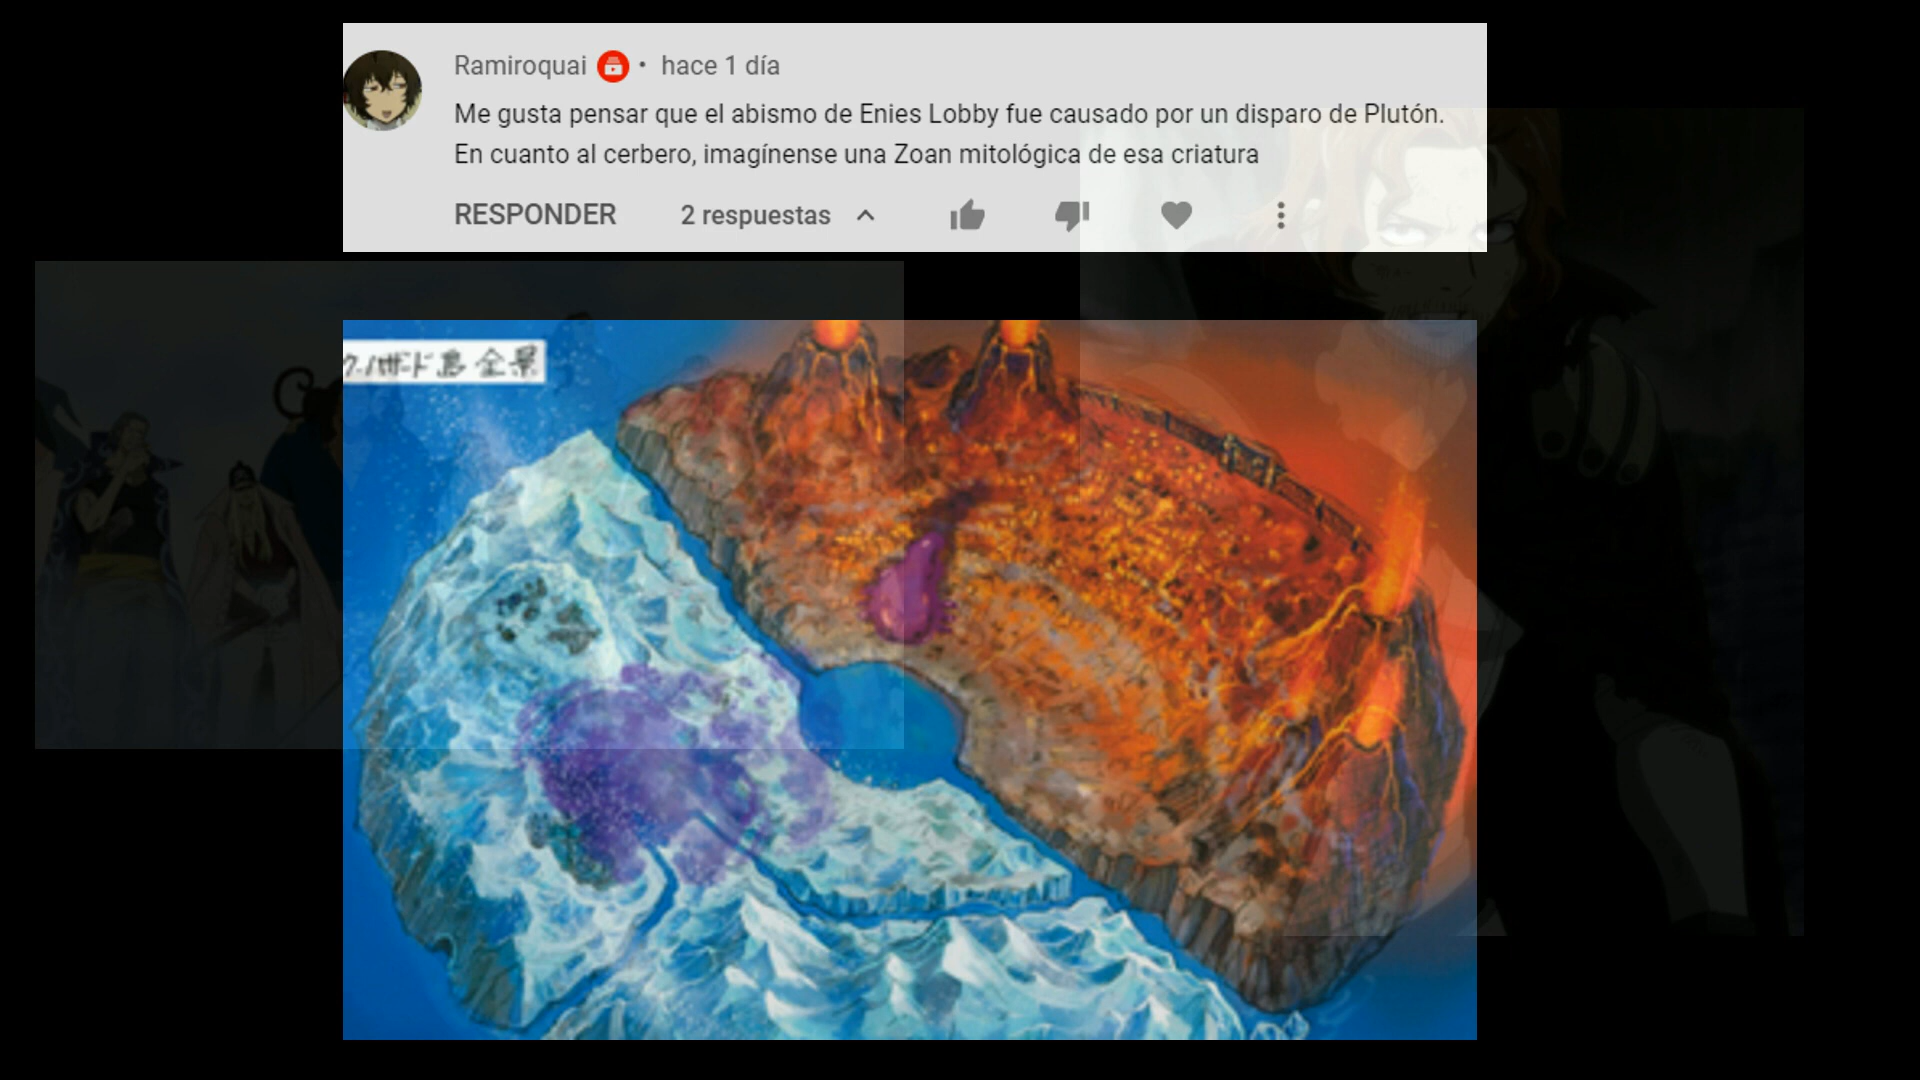 Ramiroquai • hace 1 día
Me gusta pensar que el abismo de Enies Lobby fue causado por un disparo de Plutón.
En cuanto al cerbero, imagínense una Zoan mitológica de esa criatura
RESPONDER 2 respuestas
ク·ハザード島 全景